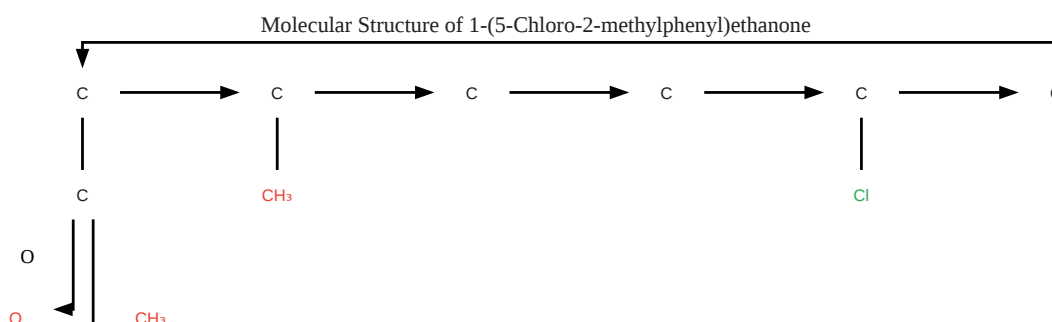 Molecular Structure of 1-(5-Chloro-2-methylphenyl)ethanone
C C C C C
C CH₃ Cl
O
O CH₃